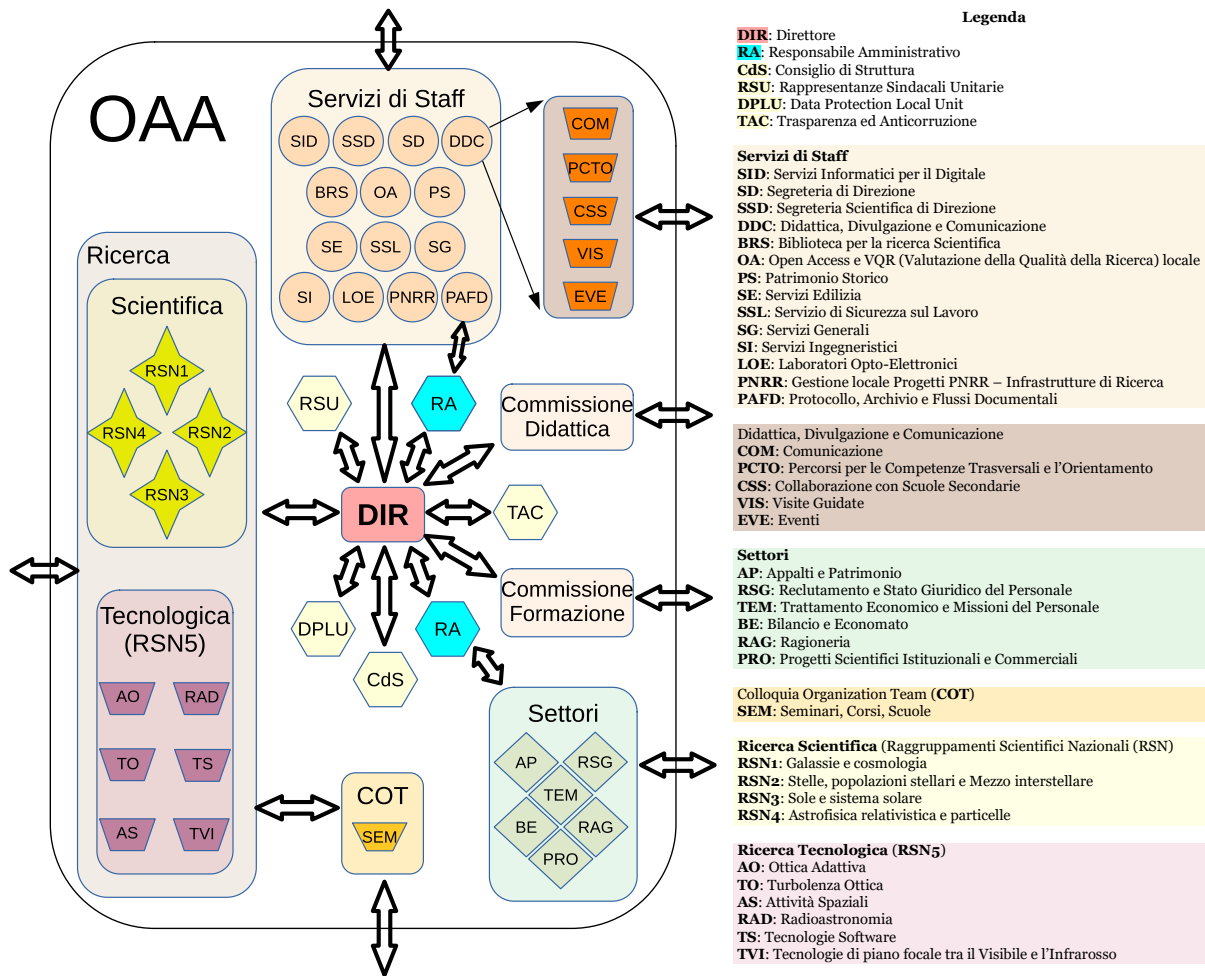 OAA
Servizi di Staff
SID SSD SD DDC
BRS OA PS
SE SSL SG
SI LOE PNRR PAFD
COM
PCTO
CSS
VIS
EVE
Ricerca
Scientifica
RSN1
RSN4 RSN2
RSN3
Tecnologica
(RSN5)
AO RAD
TO TS
AS TVI
RSU
RA
Commissione
Didattica
DIR
TAC
Commissione
Formazione
DPLU
RA
CdS
Settori
AP RSG
TEM
BE RAG
PRO
COT
SEM
Legenda
DIR: Direttore
RA: Responsabile Amministrativo
CdS: Consiglio di Struttura
RSU: Rappresentanze Sindacali Unitarie
DPLU: Data Protection Local Unit
TAC: Trasparenza ed Anticorruzione
Servizi di Staff
SID: Servizi Informatici per il Digitale
SD: Segreteria di Direzione
SSD: Segreteria Scientifica di Direzione
DDC: Didattica, Divulgazione e Comunicazione
BRS: Biblioteca per la ricerca Scientifica
OA: Open Access e VQR (Valutazione della Qualità della Ricerca) locale
PS: Patrimonio Storico
SE: Servizi Edilizia
SSL: Servizio di Sicurezza sul Lavoro
SG: Servizi Generali
SI: Servizi Ingegneristici
LOE: Laboratori Opto-Elettronici
PNRR: Gestione locale Progetti PNRR – Infrastrutture di Ricerca
PAFD: Protocollo, Archivio e Flussi Documentali
Didattica, Divulgazione e Comunicazione
COM: Comunicazione
PCTO: Percorsi per le Competenze Trasversali e l'Orientamento
CSS: Collaborazione con Scuole Secondarie
VIS: Visite Guidate
EVE: Eventi
Settori
AP: Appalti e Patrimonio
RSG: Reclutamento e Stato Giuridico del Personale
TEM: Trattamento Economico e Missioni del Personale
BE: Bilancio e Economato
RAG: Ragioneria
PRO: Progetti Scientifici Istituzionali e Commerciali
Colloquia Organization Team (COT)
SEM: Seminari, Corsi, Scuole
Ricerca Scientifica (Raggruppamenti Scientifici Nazionali (RSN)
RSN1: Galassie e cosmologia
RSN2: Stelle, popolazioni stellari e Mezzo interstellare
RSN3: Sole e sistema solare
RSN4: Astrofisica relativistica e particelle
Ricerca Tecnologica (RSN5)
AO: Ottica Adattiva
TO: Turbolenza Ottica
AS: Attività Spaziali
RAD: Radioastronomia
TS: Tecnologie Software
TVI: Tecnologie di piano focale tra il Visibile e l'Infrarosso